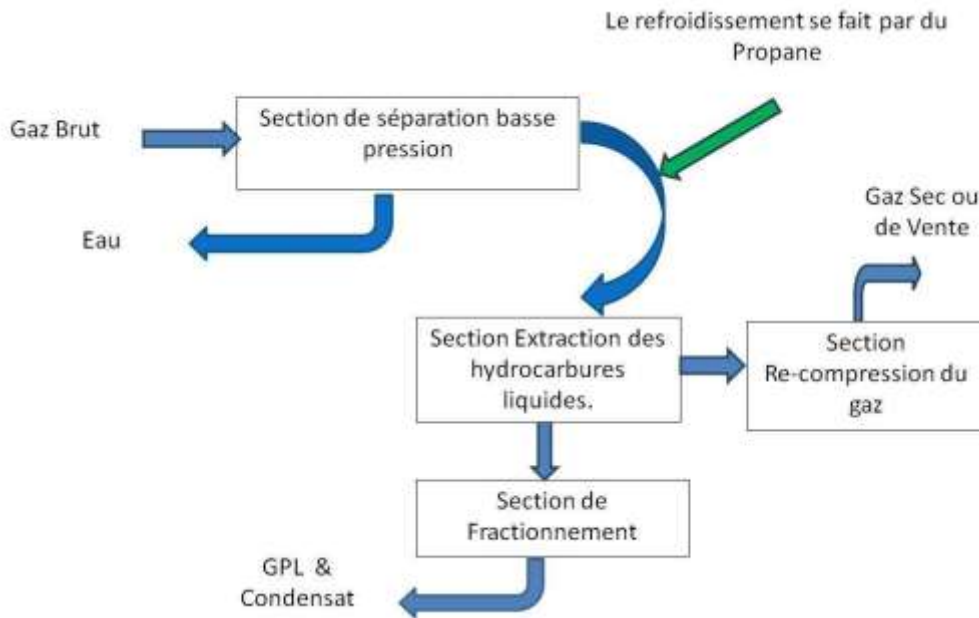 Le refroidissement se fait par du
Propane
Gaz Brut
Section de séparation basse
pression
Eau
Gaz Sec ou
de Vente
Section Extraction des
hydrocarbures
liquides.
Section
Re-compression du
gaz
Section de
Fractionnement
GPL &
Condensat